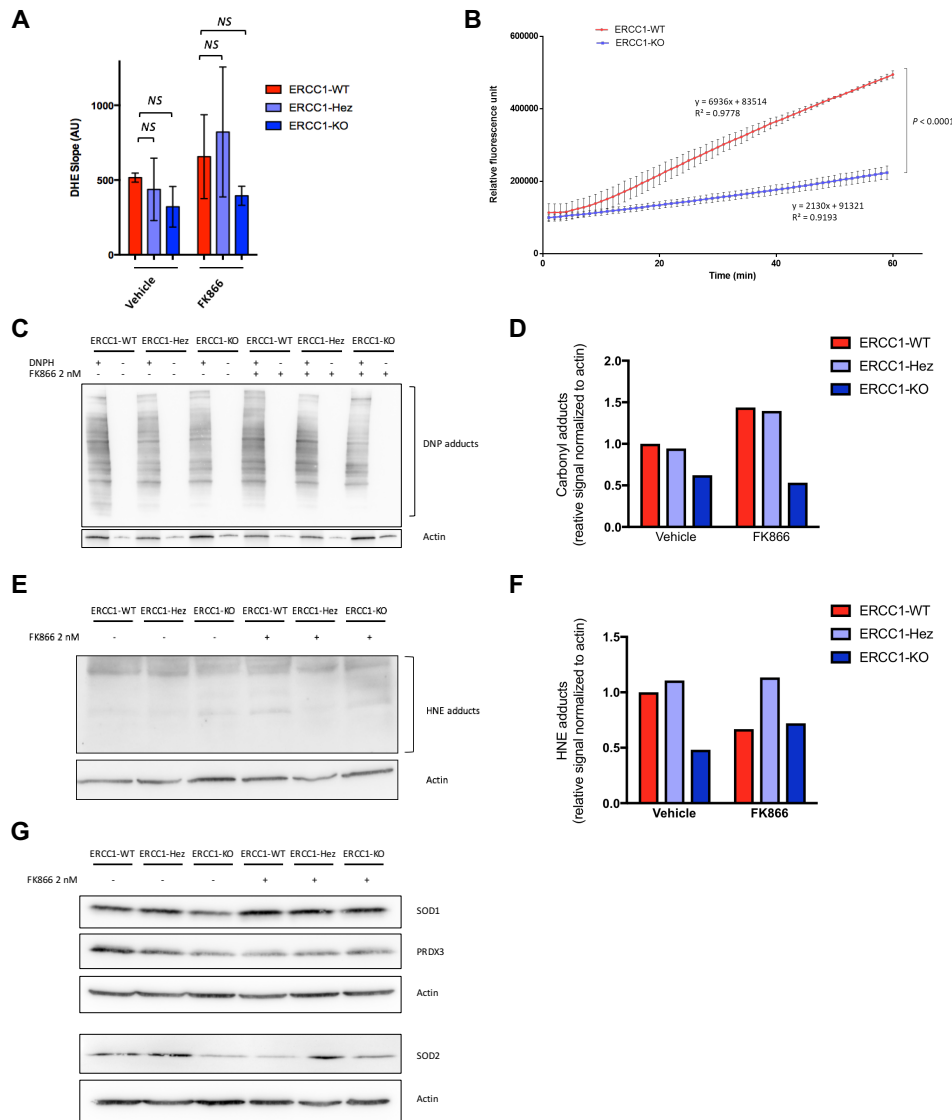 A
NS
NS
NS
NS
ERCC1-WT
ERCC1-Hez
ERCC1-KO
DHE Slope (AU)
1000
500
0
Vehicle
FK866
B
ERCC1-WT
ERCC1-KO
Relative fluorescence unit
600000
400000
200000
0
y = 6936x + 83514
R² = 0.9778
P < 0.0001
y = 2130x + 91321
R² = 0.9193
0 20 40 60
Time (min)
C
ERCC1-WT ERCC1-Hez ERCC1-KO ERCC1-WT ERCC1-Hez ERCC1-KO
DNPH + - + - + - + - + - + -
FK866 2 nM - - - - - - + + + + + +
DNP adducts
Actin
D
ERCC1-WT
ERCC1-Hez
ERCC1-KO
Carbonyl adducts
(reative signal normalized to actin)
2.0
1.5
1.0
0.5
0.0
Vehicle FK866
E
ERCC1-WT ERCC1-Hez ERCC1-KO ERCC1-WT ERCC1-Hez ERCC1-KO
FK866 2 nM - - - + + +
HNE adducts
Actin
F
ERCC1-WT
ERCC1-Hez
ERCC1-KO
HNE adducts
(relative signal normalized to actin)
1.5
1.0
0.5
0.0
Vehicle FK866
G
ERCC1-WT ERCC1-Hez ERCC1-KO ERCC1-WT ERCC1-Hez ERCC1-KO
FK866 2 nM - - - + + +
SOD1
PRDX3
Actin
SOD2
Actin